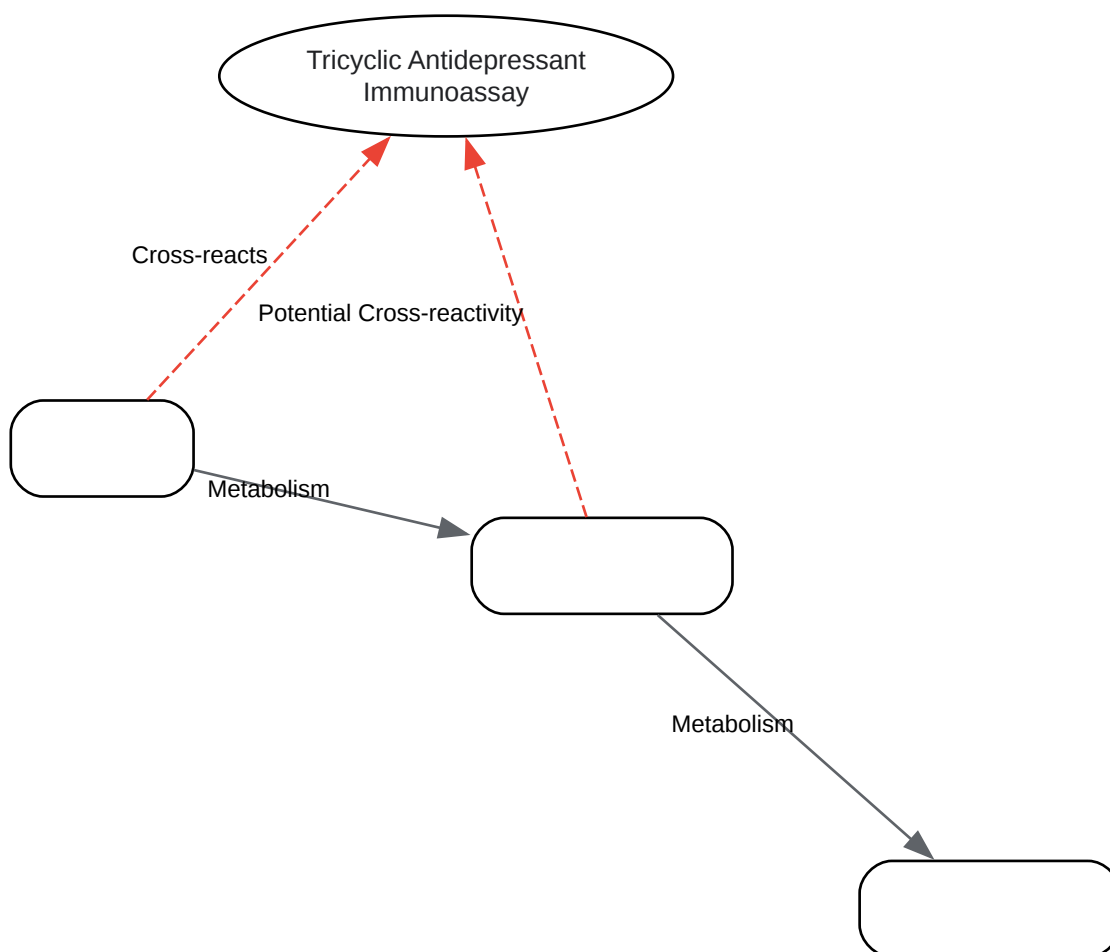 Tricyclic Antidepressant
Immunoassay
Cross-reacts
Potential Cross-reactivity
Metabolism
Metabolism